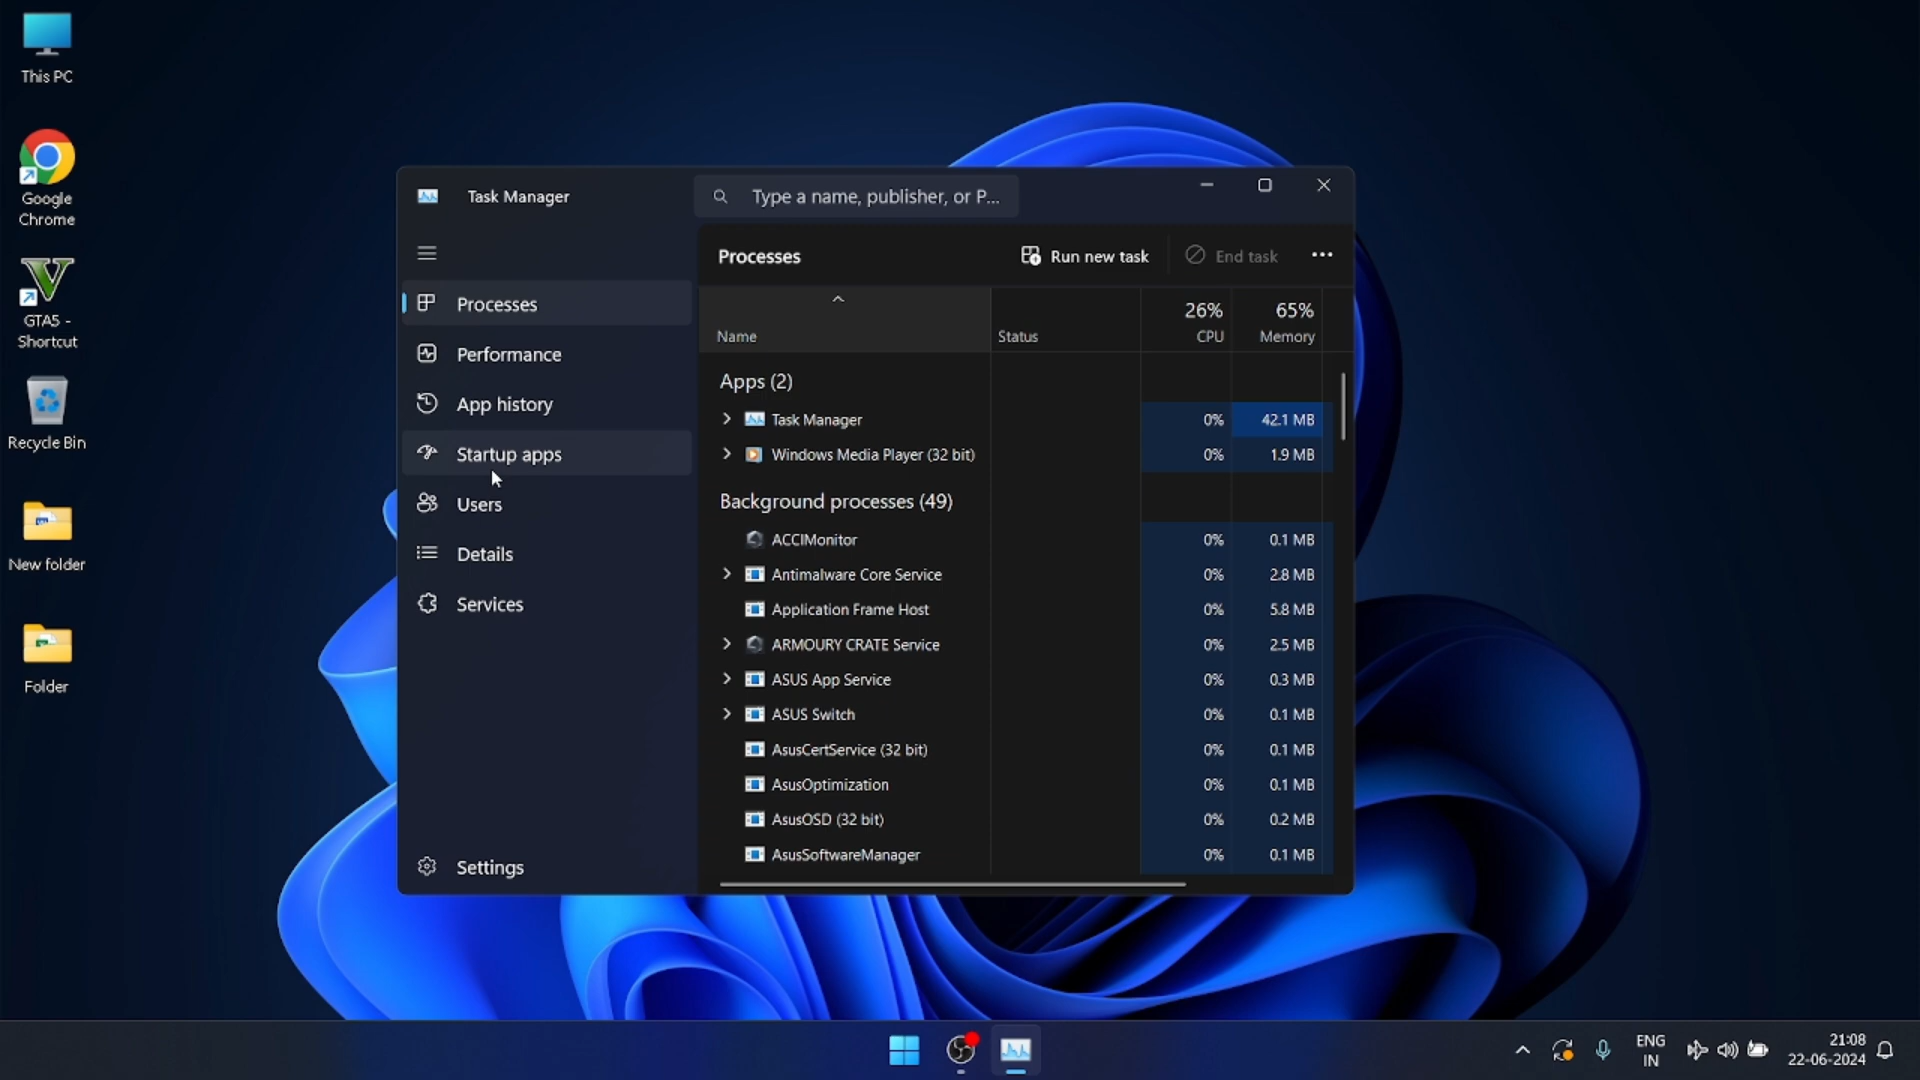 This PC
Google
Chrome
GTA5 -
Shortcut
Recycle Bin
New folder
Folder
Task Manager
Type a name, publisher, or P...
Processes
Performance
App history
Startup apps
Users
Details
Services
Settings
Processes
Run new task
End task
Name
Status
26%
CPU
65%
Memory
Apps (2)
Task Manager 0% 42.1 MB
Windows Media Player (32 bit) 0% 1.9 MB
Background processes (49)
ACCIMonitor 0% 0.1 MB
Antimalware Core Service 0% 2.8 MB
Application Frame Host 0% 5.8 MB
ARMOURY CRATE Service 0% 2.5 MB
ASUS App Service 0% 0.3 MB
ASUS Switch 0% 0.1 MB
AsusCertService (32 bit) 0% 0.1 MB
AsusOptimization 0% 0.1 MB
AsusOSD (32 bit) 0% 0.2 MB
AsusSoftwareManager 0% 0.1 MB
ENG
IN
21:08
22-06-2024